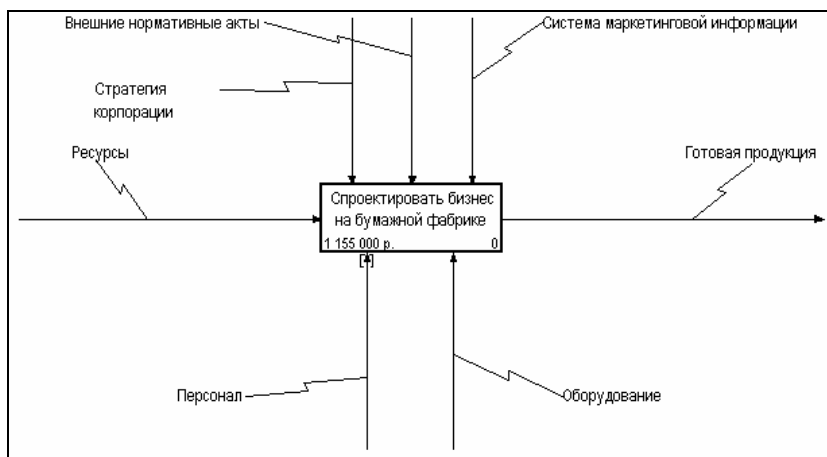 Внешние нормативные акты
Система маркетинговой информации
Стратегия
корпорации
Ресурсы
Готовая продукция
Спроектировать бизнес
на бумажной фабрике
1 155 000 р. 0
Персонал
Оборудование